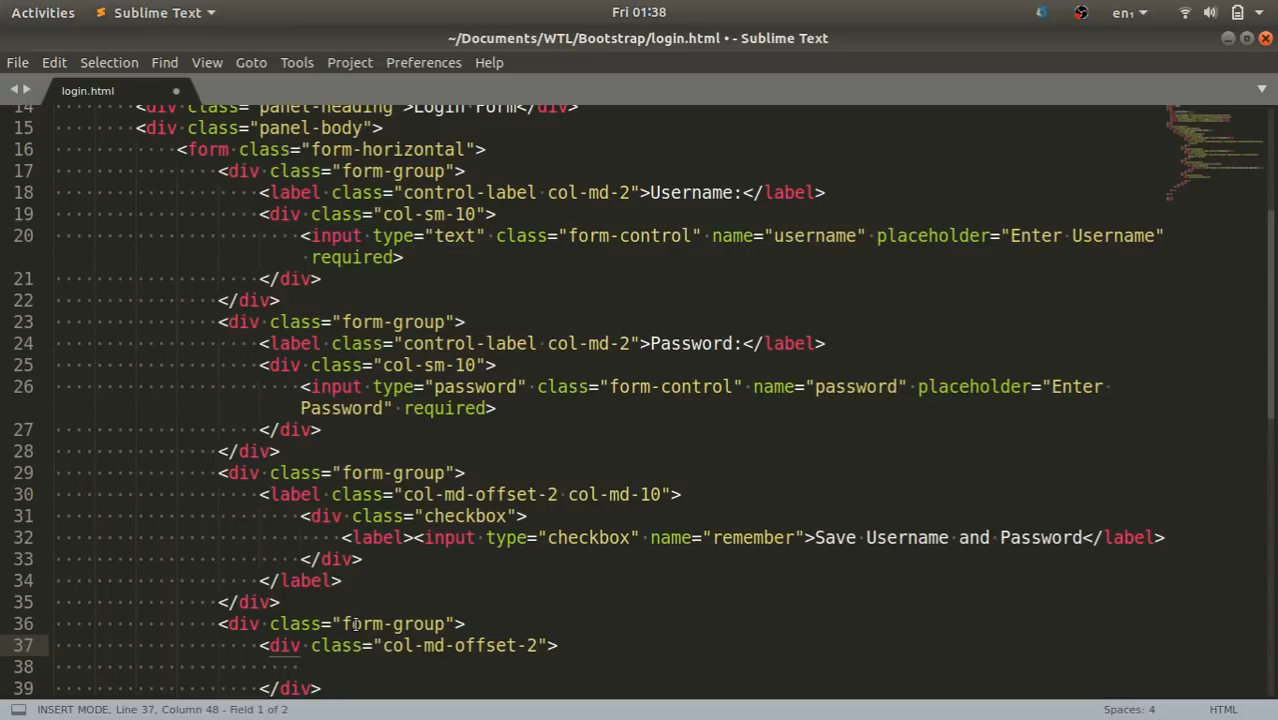 Activities Sublime Text Fri 01:38 en1
~/Documents/WTL/Bootstrap/login.html • - Sublime Text
File Edit Selection Find View Goto Tools Project Preferences Help
login.html
14 <div class="panel-heading">Login Form</div>
15 <div class="panel-body">
16 <form class="form-horizontal">
17 <div class="form-group">
18 <label class="control-label col-md-2">Username:</label>
19 <div class="col-sm-10">
20 <input type="text" class="form-control" name="username" placeholder="Enter Username"
required>
21 </div>
22 </div>
23 <div class="form-group">
24 <label class="control-label col-md-2">Password:</label>
25 <div class="col-sm-10">
26 <input type="password" class="form-control" name="password" placeholder="Enter
Password" required>
27 </div>
28 </div>
29 <div class="form-group">
30 <label class="col-md-offset-2 col-md-10">
31 <div class="checkbox">
32 <label><input type="checkbox" name="remember">Save Username and Password</label>
33 </div>
34 </label>
35 </div>
36 <div class="form-group">
37 <div class="col-md-offset-2">
38
39 </div>
INSERT MODE, Line 37, Column 48 - Field 1 of 2 Spaces: 4 HTML